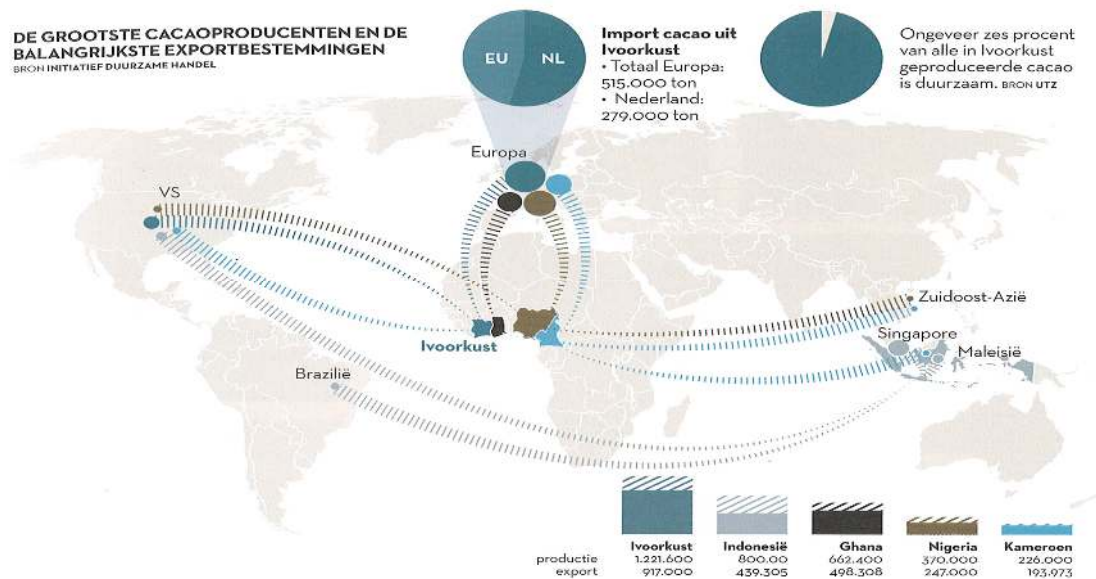 DE GROOTSTE CACAOPRODUCENTEN EN DE
BALANGRIJKSTE EXPORTBESTEMMINGEN
BRON INITIATIEF DUURZAME HANDEL
EU
NL
Import cacao uit
Ivoorkust
• Totaal Europa:
515.000 ton
• Nederland:
279.000 ton
Ongeveer zes procent
van alle in Ivoorkust
geproduceerde cacao
is duurzaam. BRON UTZ
Europa
VS
Zuidoost-Azië
Singapore
Maleisië
Ivoorkust
Brazilië
Ivoorkust Indonesië Ghana Nigeria Kameroen
productie 1.221.600 800.00 662.400 370.000 226.000
export 917.000 439.305 498.308 247.000 193.973